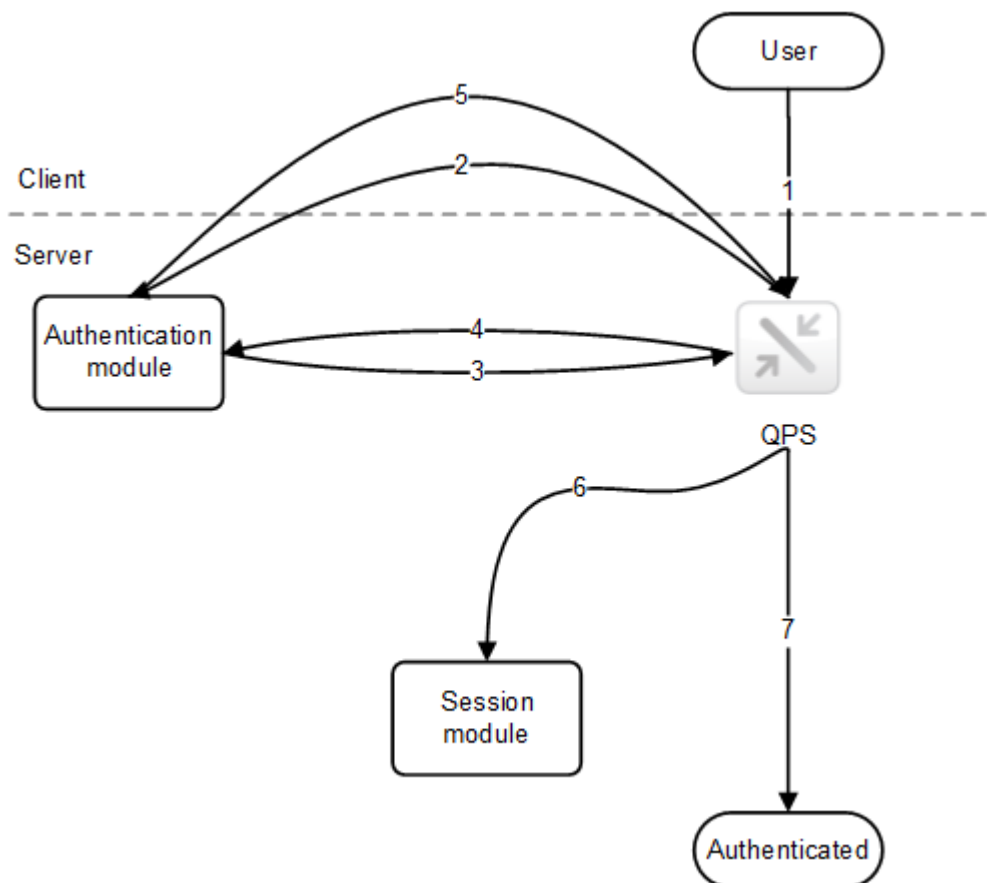 User
5
2
Client
1
Server
Authentication
module
4
3
QPS
6
7
Session
module
Authenticated